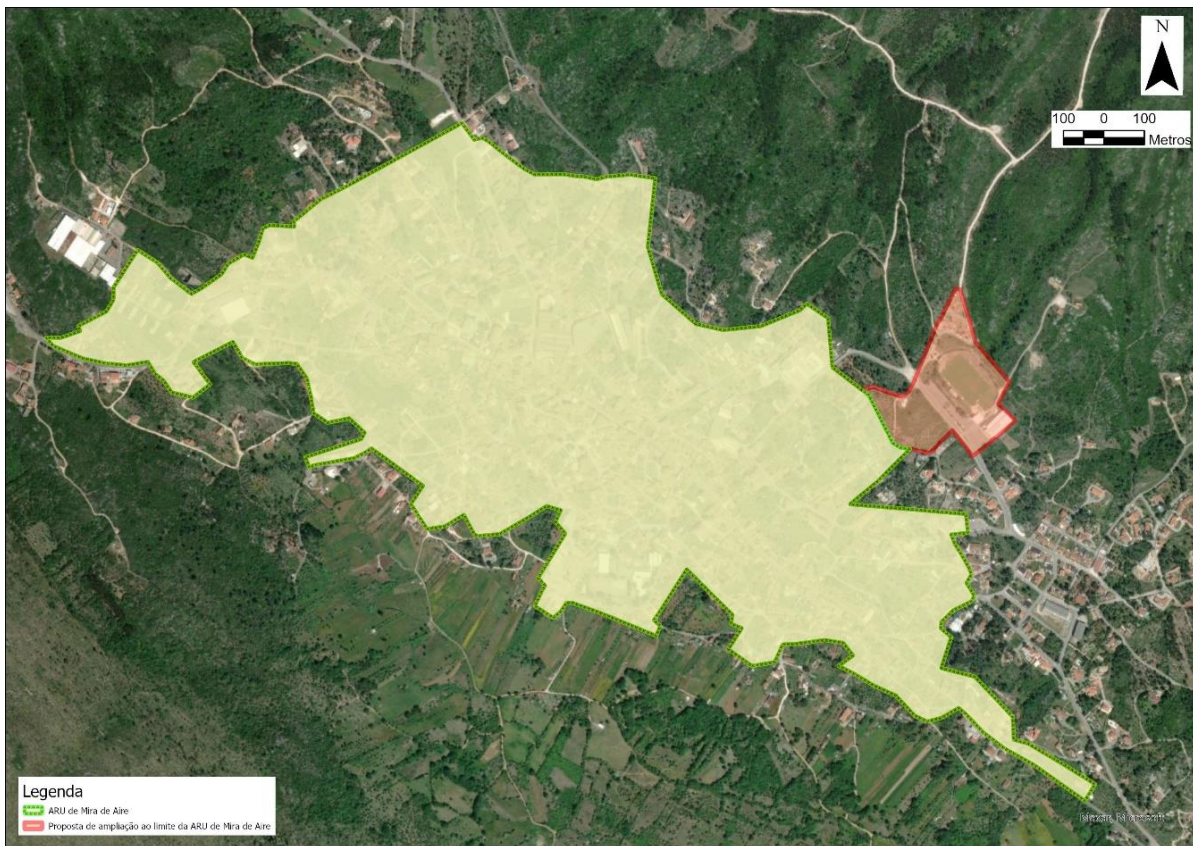 N
100 0 100
Metros
Legenda
ARU de Mira de Aire
Proposta de ampliação ao limite da ARU de Mira de Aire